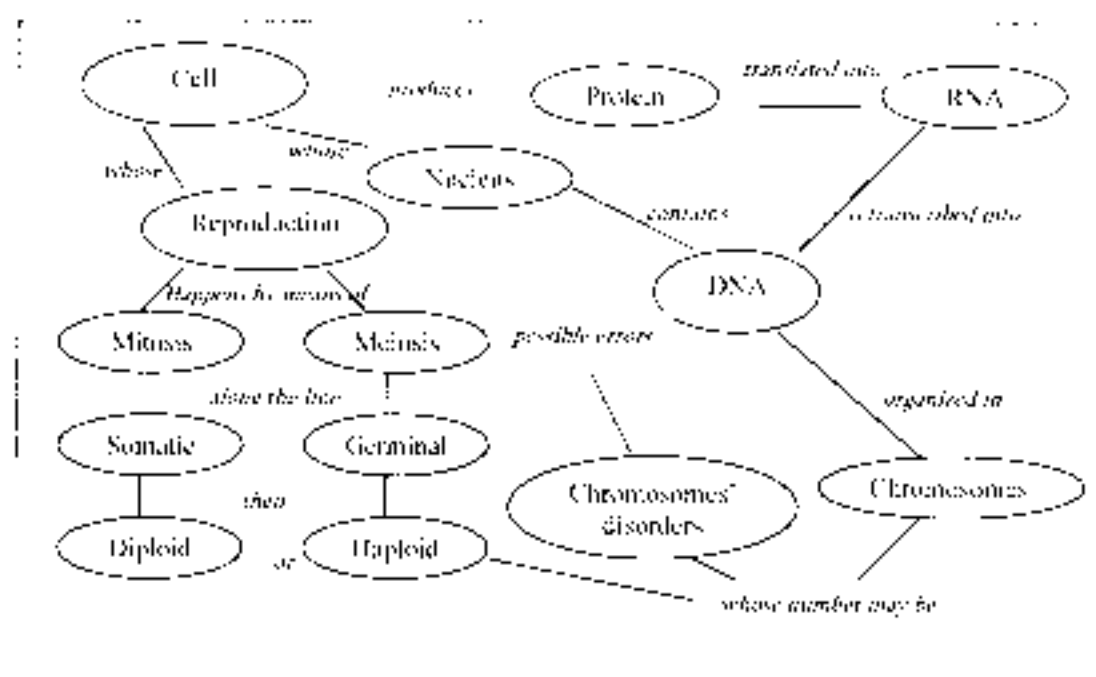 Cell
produces
Protein
translated into
RNA
whose
whose
Nucleus
contains
is transcribed into
Reproduction
DNA
Happens by means of
Mitosis
Meiosis
possible errors
along the line
organised in
Somatic
Germinal
Chromosomes'
disorders
Chromosomes
then
Diploid
or
Haploid
whose number may be